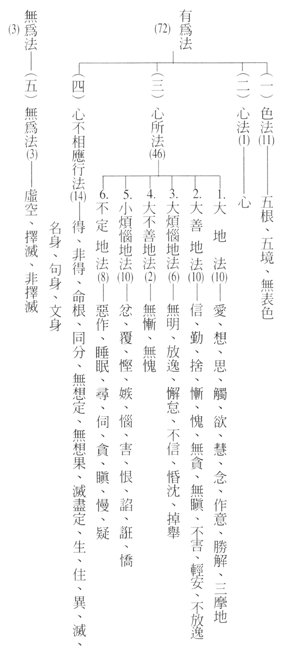 有為法
(72)
(一) 色法(11) 五根、五境、無表色
(二) 心法(1) 心
(三) 心所法(46)
1. 大地法(10) 愛、想、思、觸、欲、慧、念、作意、勝解、三摩地
2. 大善地法(10) 信、勤、捨、慚、愧、無貪、無瞋、不害、輕安、不放逸
3. 大煩惱地法(6) 無明、放逸、懈怠、不信、惛沈、掉舉
4. 大不善地法(2) 無慚、無愧
5. 小煩惱地法(10) 忿、覆、慳、嫉、惱、害、恨、諂、誑、憍
6. 不定地法(8) 惡作、睡眠、尋、伺、貪、瞋、慢、疑
(四) 心不相應行法(14) 得、非得、命根、同分、無想定、無想果、滅盡定、生、住、異、滅、
名身、句身、文身
無為法
(3)
(五) 無為法(3) 虛空、擇滅、非擇滅